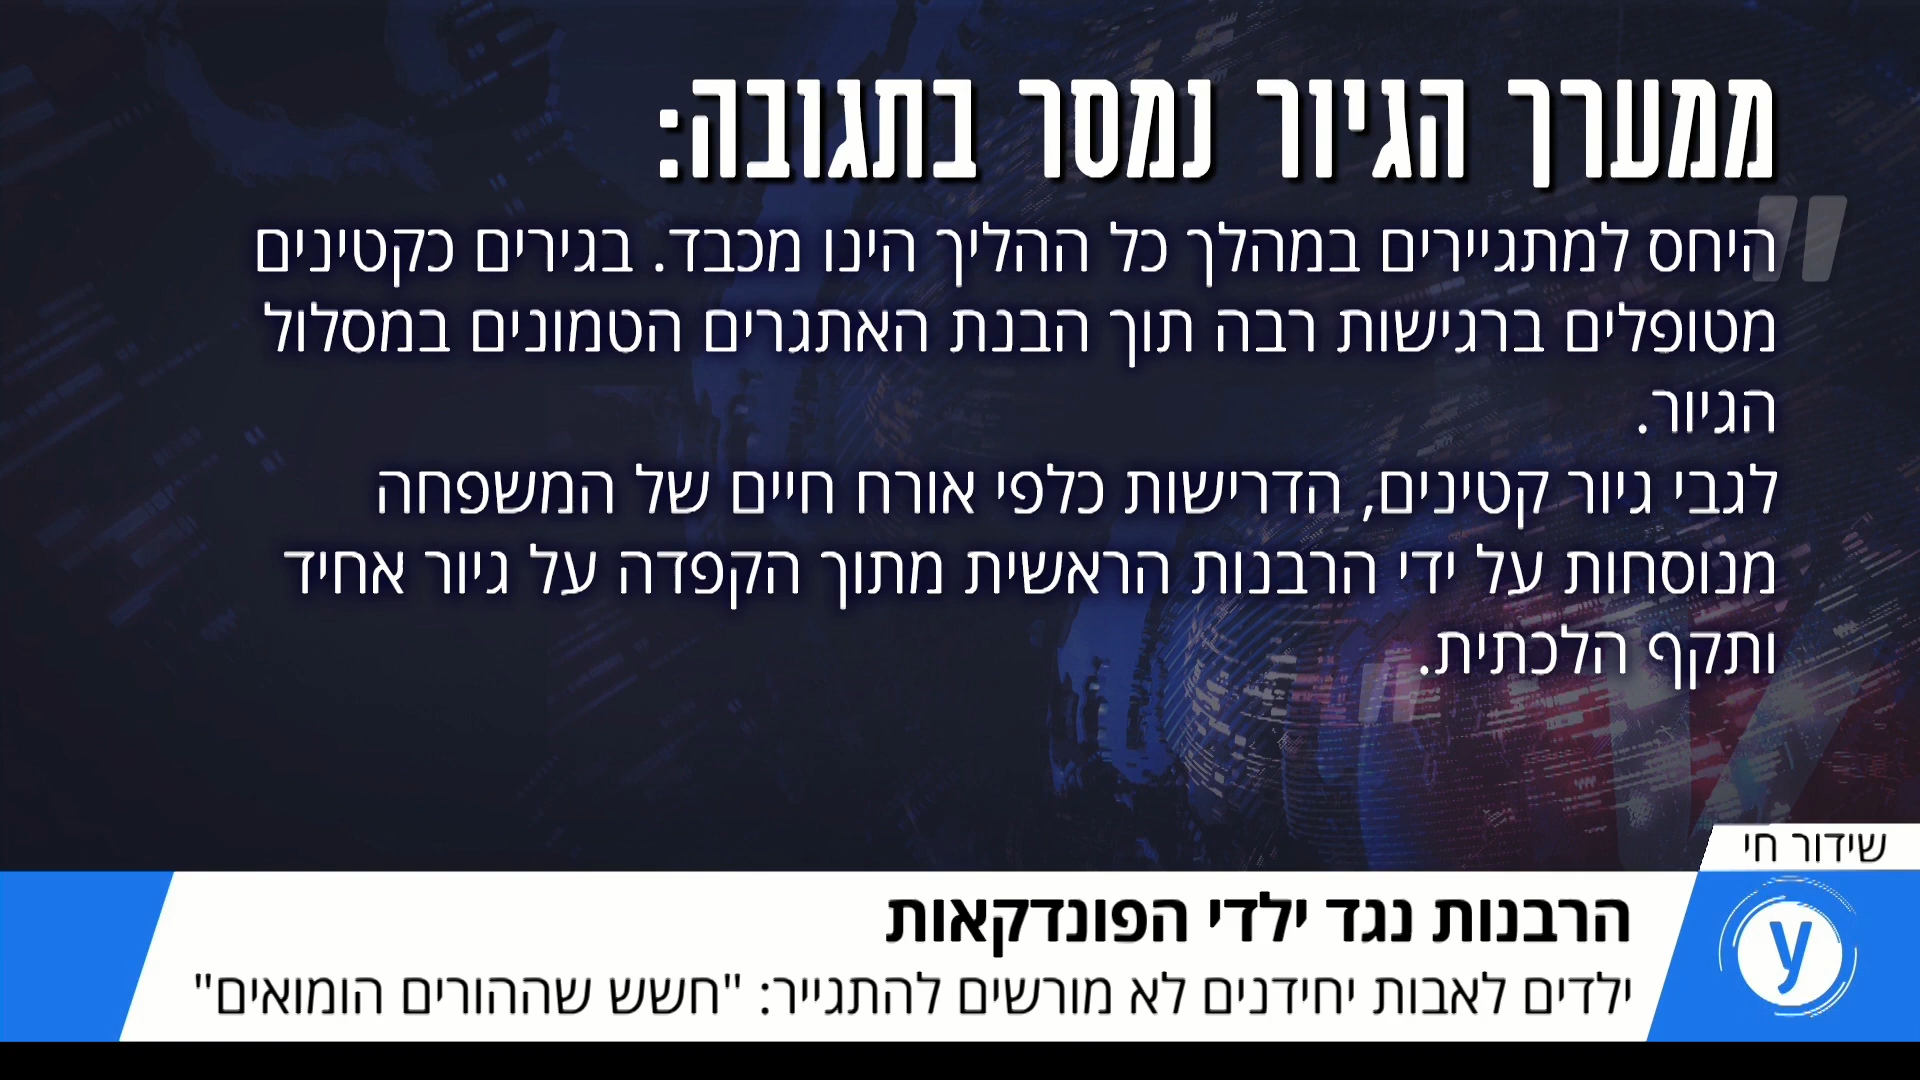 ממערך הגיור נמסר בתגובה:
"
היחס למתגיירים במהלך כל ההליך הינו מכבד. בגירים כקטינים
מטופלים ברגישות רבה תוך הבנת האתגרים הטמונים במסלול
הגיור.
לגבי גיור קטינים, הדרישות כלפי אורח חיים של המשפחה
מנוסחות על ידי הרבנות הראשית מתוך הקפדה על גיור אחיד
ותקף הלכתית.
"
שידור חי
הרבנות נגד ילדי הפונדקאות
ילדים לאבות יחידנים לא מורשים להתגייר: "חשש שההורים הומואים"
y